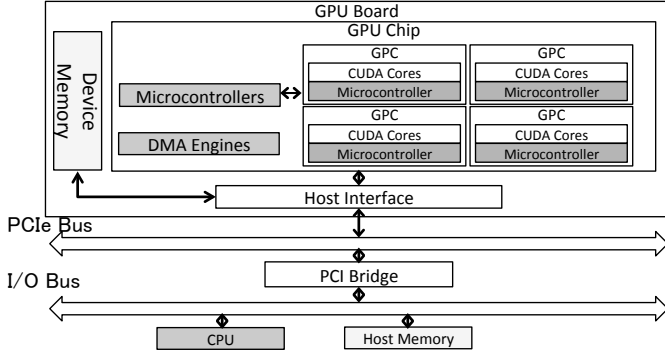 GPU Board
GPU Chip
Device
Memory
Microcontrollers
DMA Engines
GPC
CUDA Cores
Microcontroller
GPC
CUDA Cores
Microcontroller
GPC
CUDA Cores
Microcontroller
GPC
CUDA Cores
Microcontroller
Host Interface
PCIe Bus
PCI Bridge
I/O Bus
CPU
Host Memory